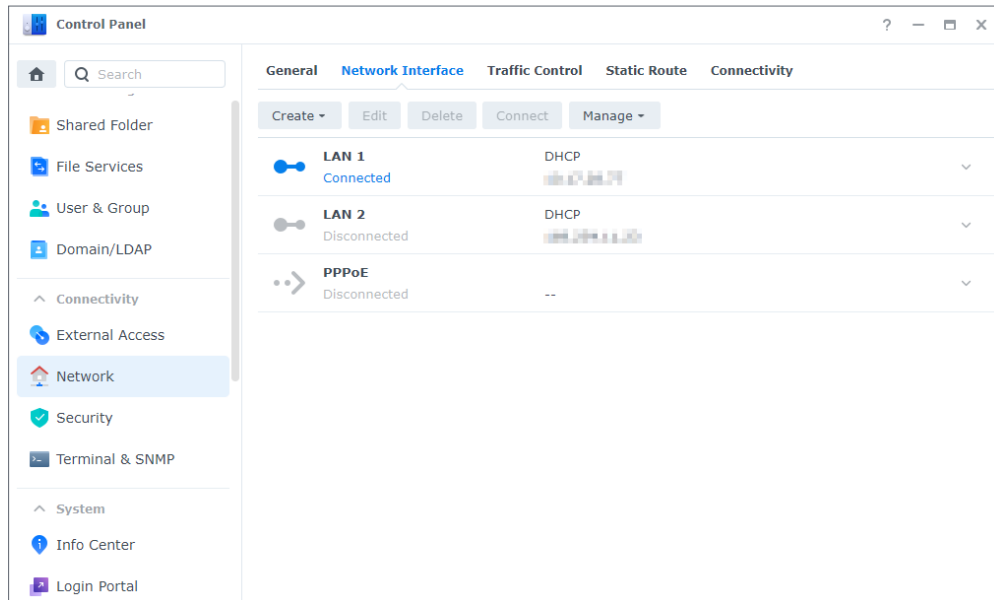 Control Panel
?
Search
Shared Folder
File Services
User & Group
Domain/LDAP
Connectivity
External Access
Network
Security
Terminal & SNMP
System
Info Center
Login Portal
General Network Interface Traffic Control Static Route Connectivity
Create Edit Delete Connect Manage
LAN 1 DHCP
Connected
LAN 2 DHCP
Disconnected
PPPoE
Disconnected --